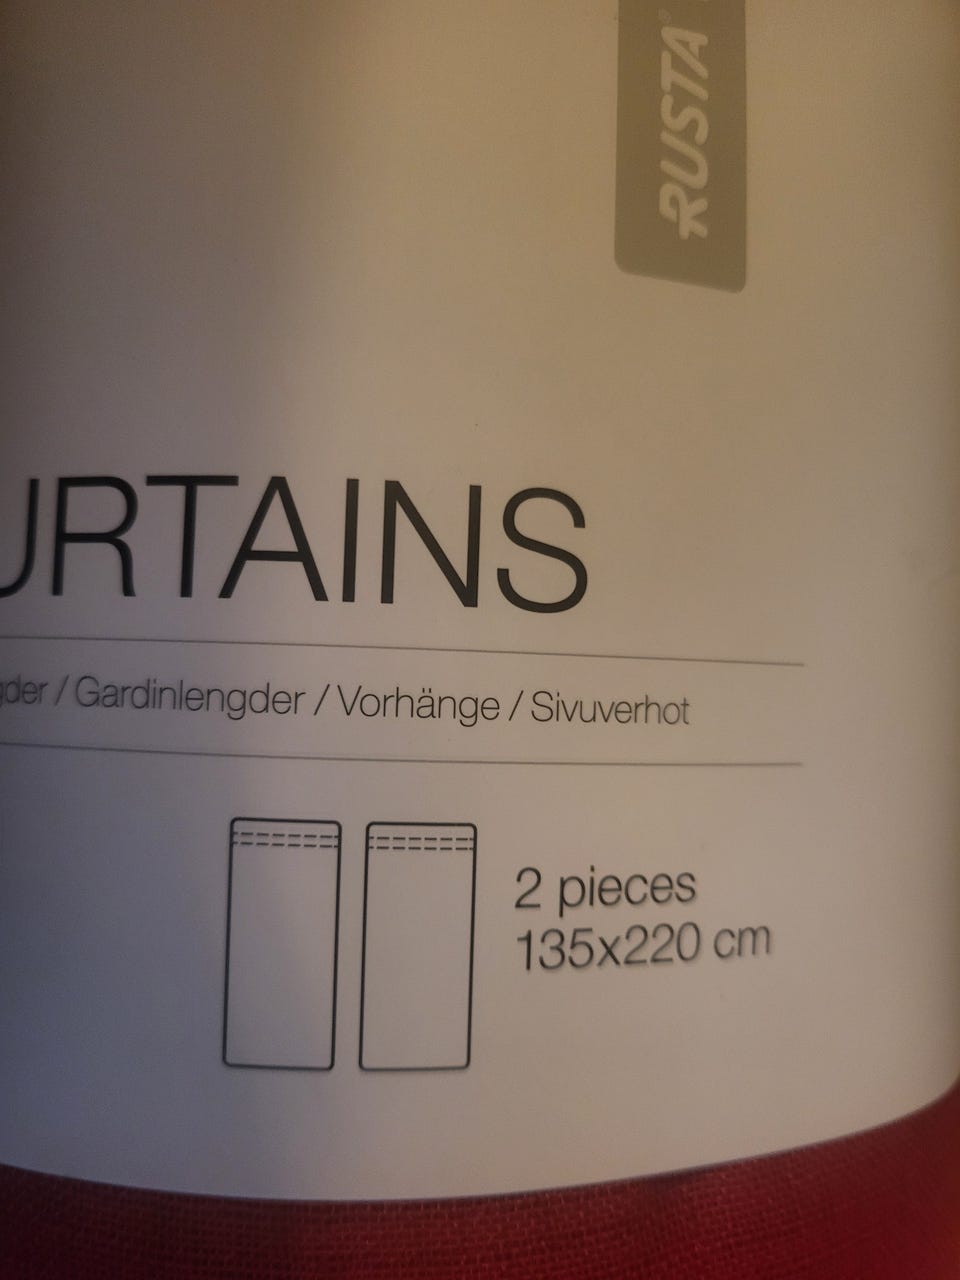 RUSTA®
URTAINS
gder / Gardinlengder / Vorhänge / Sivuverhot
2 pieces
135x220 cm